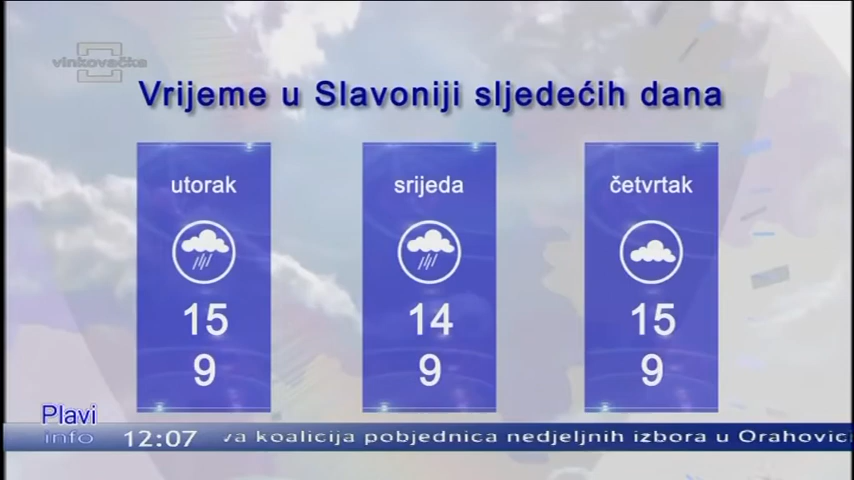 vinkovačka
Vrijeme u Slavoniji sljedećih dana
utorak
15
9
srijeda
14
9
četvrtak
15
9
Plavi
info
12:07
va koalicija pobjednica nedjeljnih izbora u Orahovici